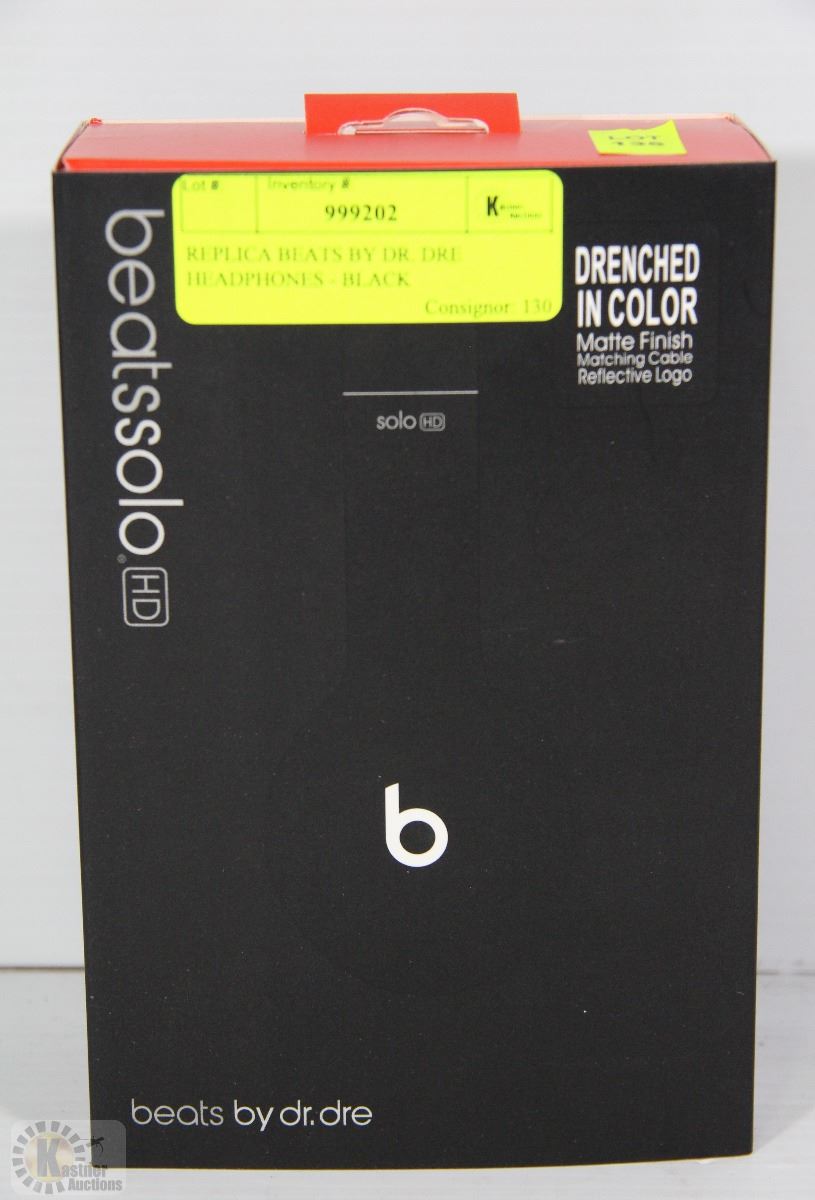 LOT
Lot #
Inventory #
999202
K
REPLICA BEATS BY DR. DRE
HEADPHONES - BLACK
Consignor: 130
beatssolo® HD
DRENCHED
IN COLOR
Matte Finish
Matching Cable
Reflective Logo
solo HD
b
beats by dr. dre
Kastner
Auctions